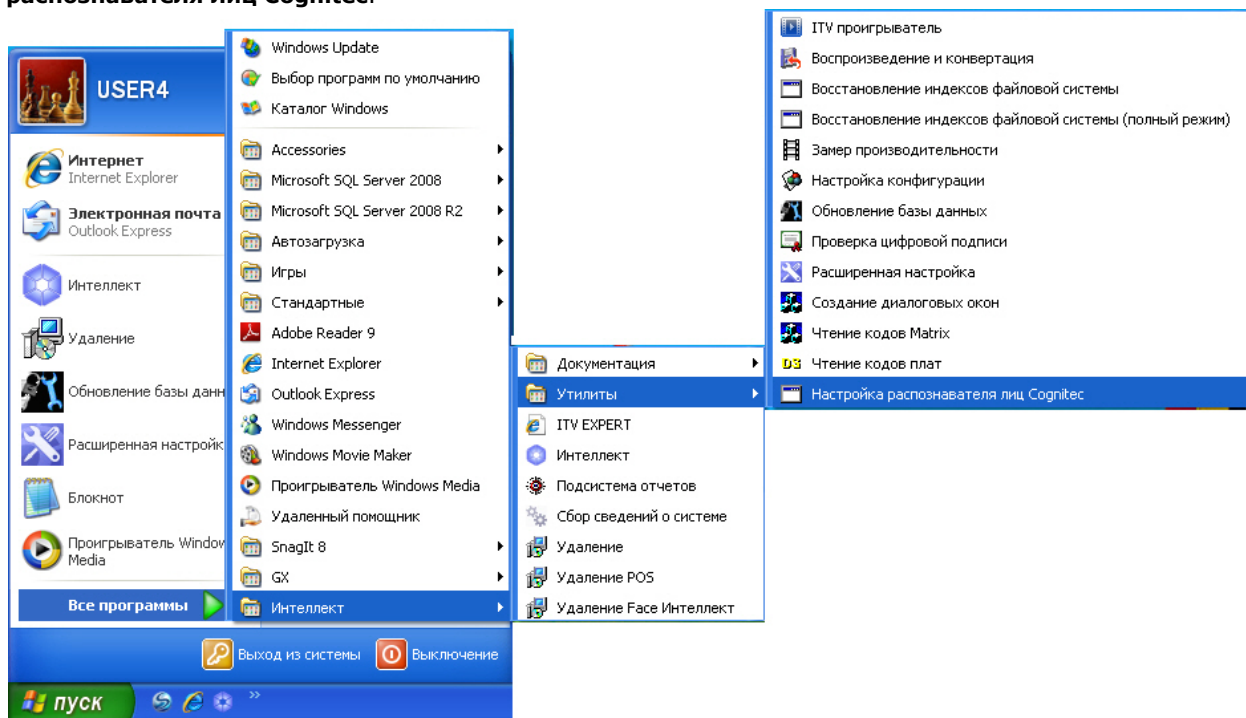 распознавателя лиц Cognitec.
USER4
Интернет
Internet Explorer
Электронная почта
Outlook Express
Интеллект
Удаление
Обновление базы данн
Расширенная настройк
Блокнот
Проигрыватель Window
Media
Все программы
Выход из системы
Выключение
пуск
Windows Update
Выбор программ по умолчанию
Каталог Windows
Accessories
Microsoft SQL Server 2008
Microsoft SQL Server 2008 R2
Автозагрузка
Игры
Стандартные
Adobe Reader 9
Internet Explorer
Outlook Express
Windows Messenger
Windows Movie Maker
Проигрыватель Windows Media
Удаленный помощник
SnagIt 8
GX
Интеллект
Документация
Утилиты
ITV EXPERT
Интеллект
Подсистема отчетов
Сбор сведений о системе
Удаление
Удаление POS
Удаление Face Интеллект
ITV проигрыватель
Воспроизведение и конвертация
Восстановление индексов файловой системы
Восстановление индексов файловой системы (полный режим)
Замер производительности
Настройка конфигурации
Обновление базы данных
Проверка цифровой подписи
Расширенная настройка
Создание диалоговых окон
Чтение кодов Matrix
Чтение кодов плат
Настройка распознавателя лиц Cognitec